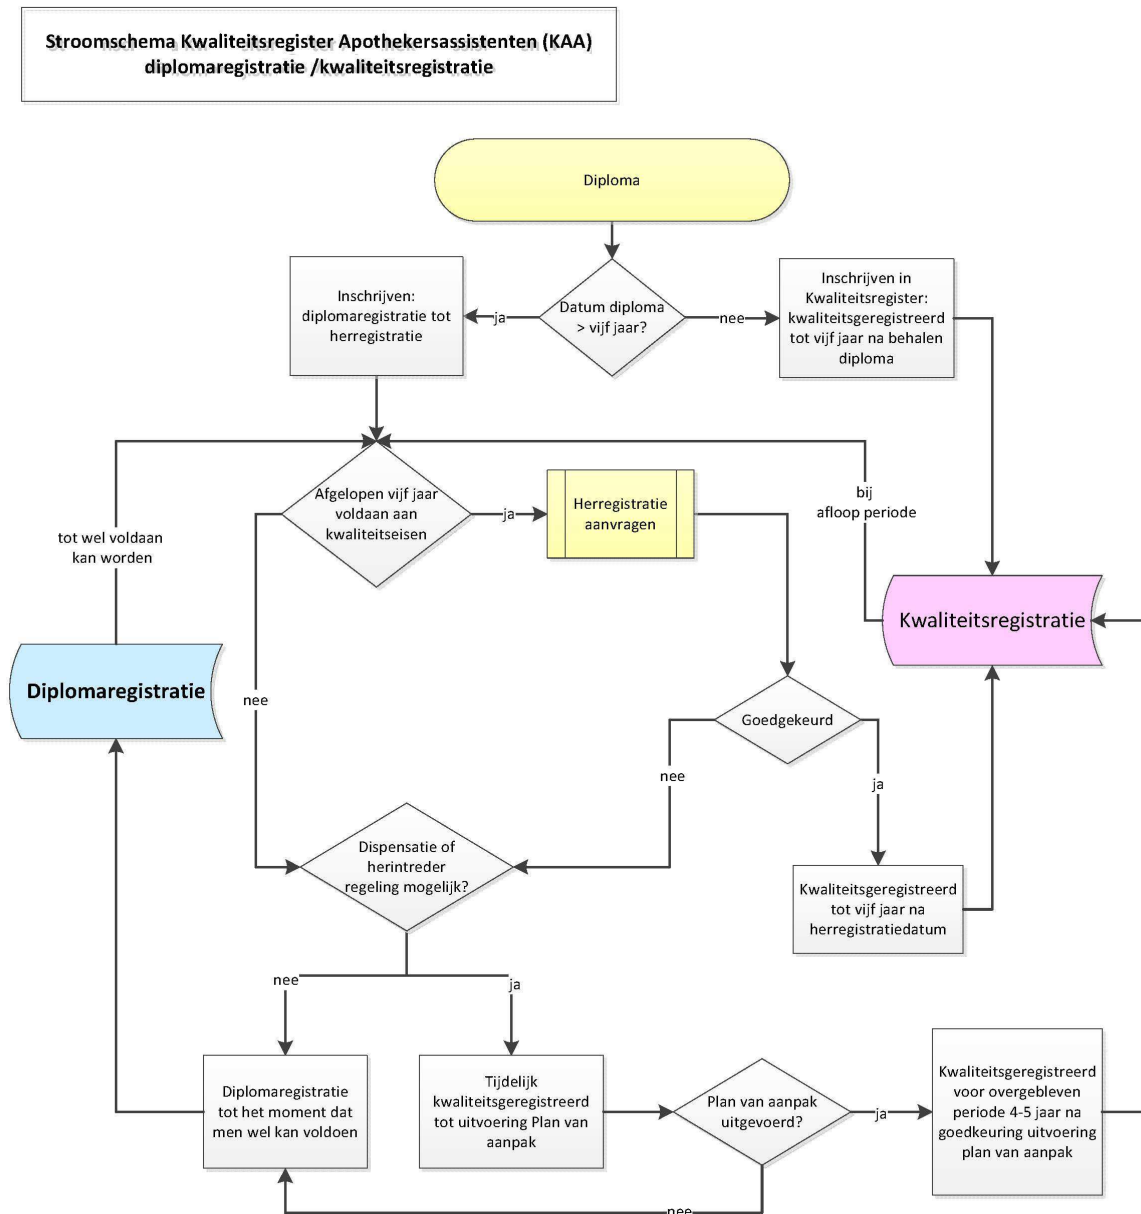 Stroomschema Kwaliteitsregister Apothekersassistenten (KAA)
diplomaregistratie /kwaliteitsregistratie
Diploma
Inschrijven:
diplomaregistratie tot
herregistratie
ja
Datum diploma
> vijf jaar?
nee
Inschrijven in
Kwaliteitsregister:
kwaliteitsgeregistreerd
tot vijf jaar na behalen
diploma
Afgelopen vijf jaar
voldaan aan
kwaliteitseisen
ja
Herregistratie
aanvragen
bij
afloop periode
tot wel voldaan
kan worden
Kwaliteitsregistratie
Diplomaregistratie
nee
Goedgekeurd
nee
ja
Dispensatie of
herintreder
regeling mogelijk?
Kwaliteitsgeregistreerd
tot vijf jaar na
herregistratiedatum
nee
ja
Diplomaregistratie
tot het moment dat
men wel kan voldoen
Tijdelijk
kwaliteitsgeregistreerd
tot uitvoering Plan van
aanpak
Plan van aanpak
uitgevoerd?
ja
Kwaliteitsgeregistreerd
voor overgebleven
periode 4-5 jaar na
goedkeuring uitvoering
plan van aanpak
nee